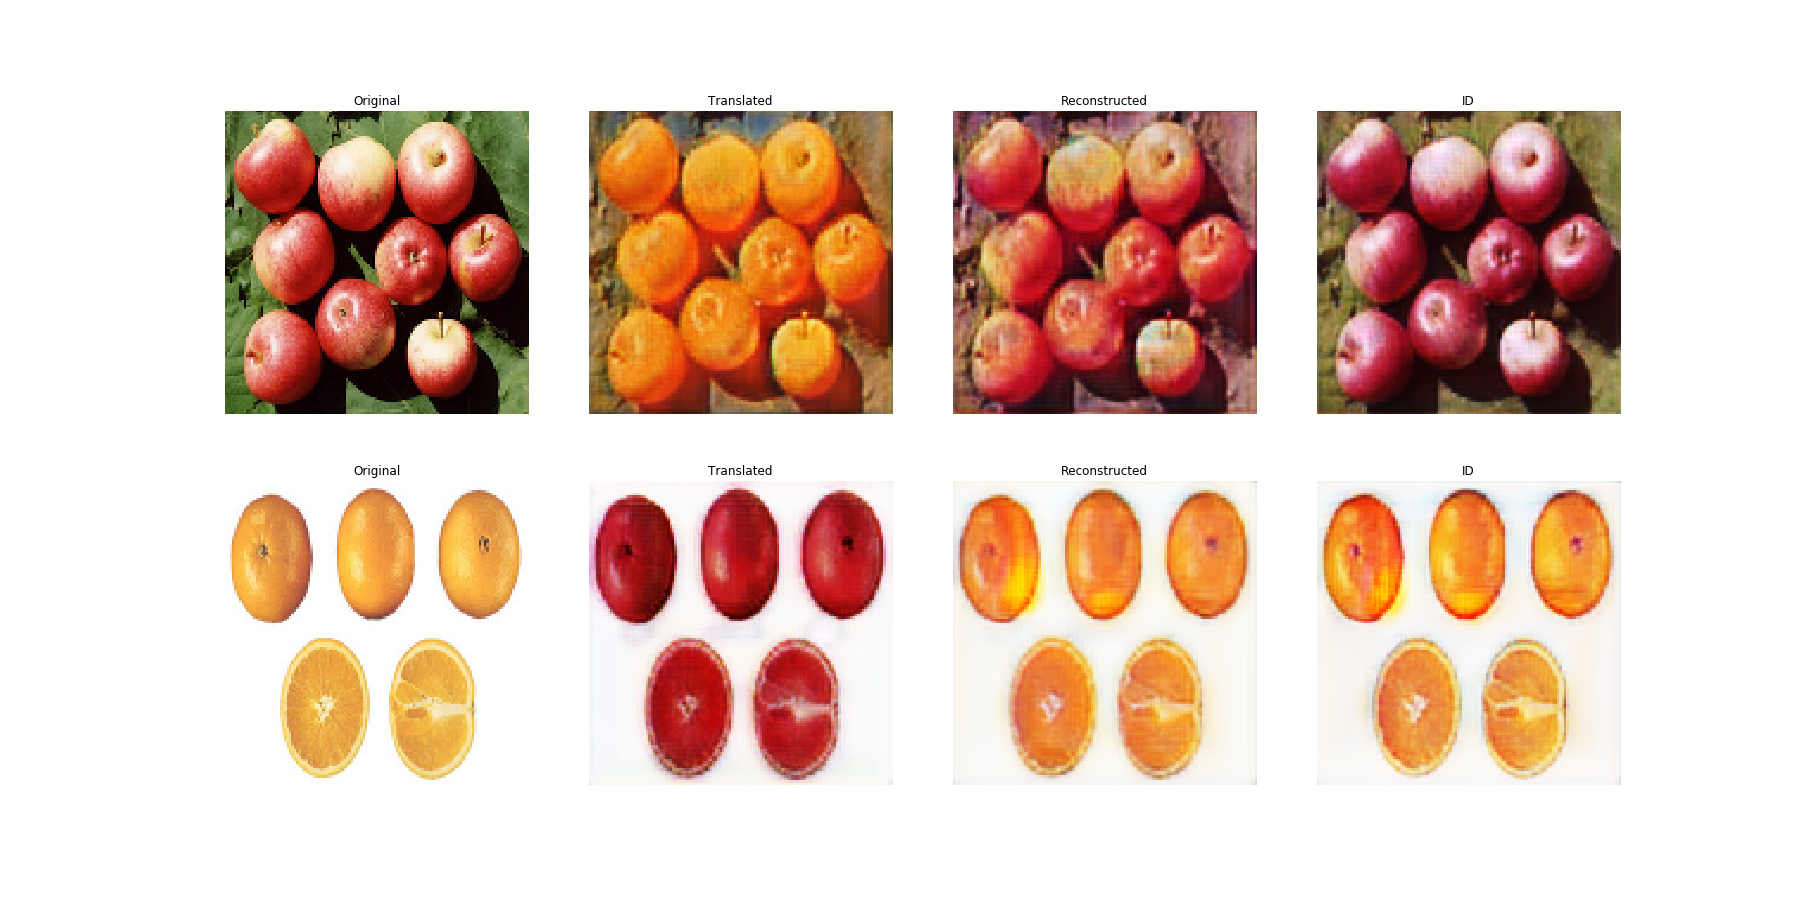 Original
Translated
Reconstructed
ID
Original
Translated
Reconstructed
ID